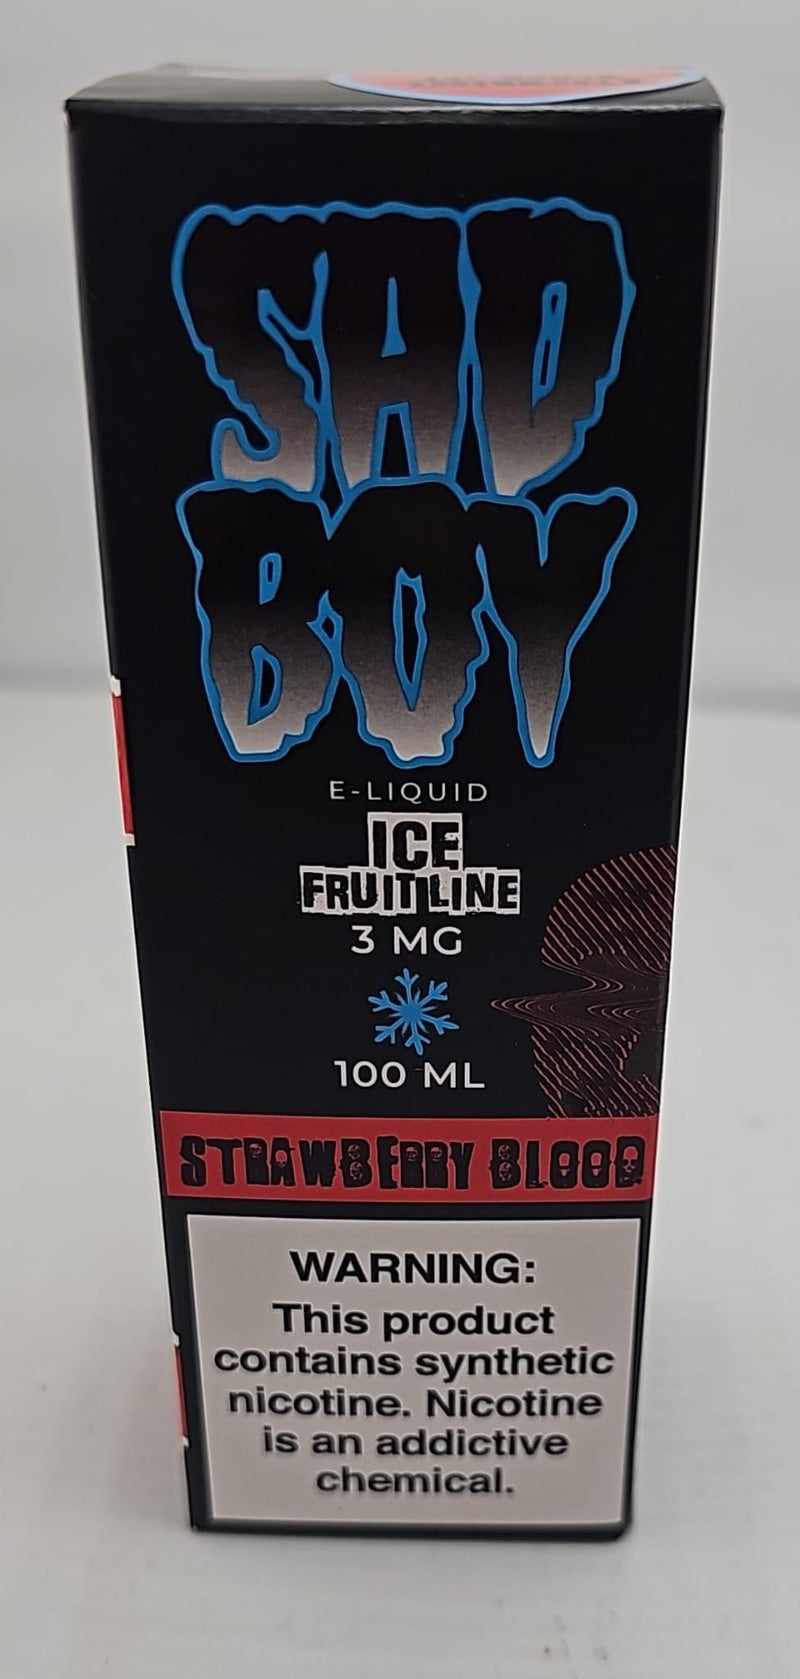 SAD
BOY
E-LIQUID
ICE
FRUIT LINE
3 MG
100 ML
STRAWBERRY BLOOD
WARNING:
This product
contains synthetic
nicotine. Nicotine
is an addictive
chemical.